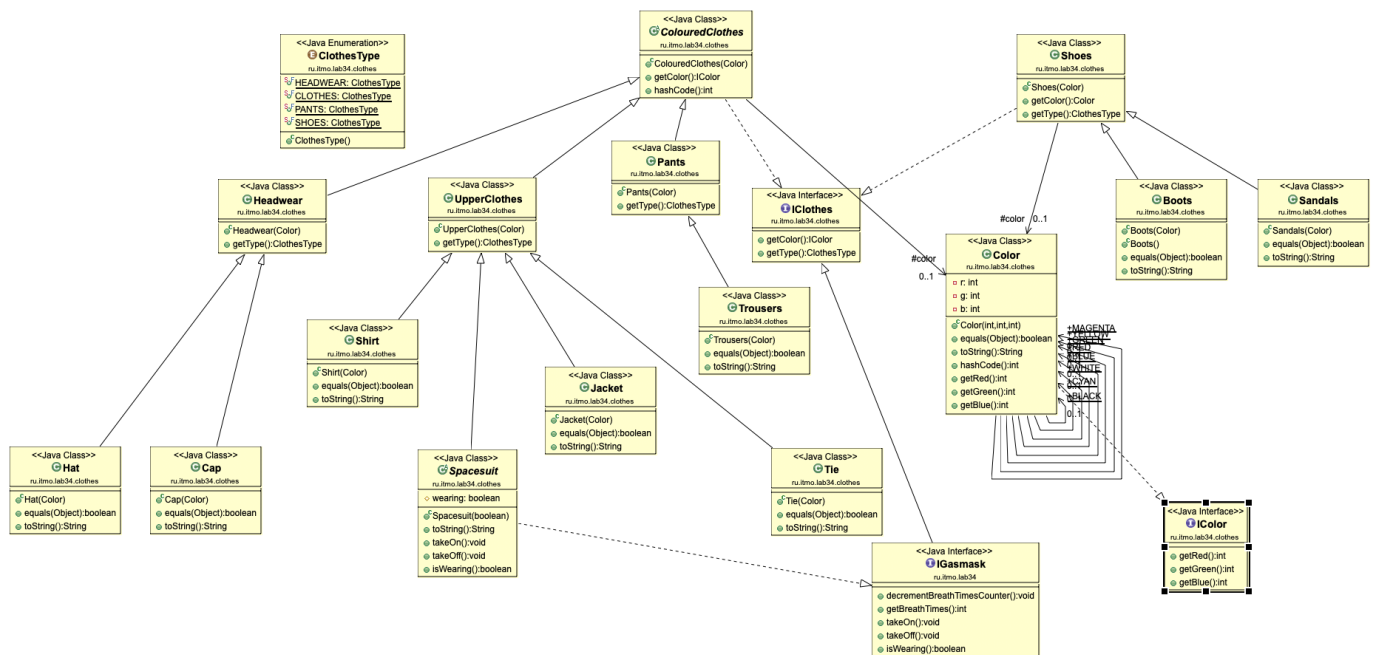 <<Java Class>>
ColouredClothes
ru.itmo.lab34.clothes
ColouredClothes(Color)
getColor():IColor
hashCode():int
<<Java Enumeration>>
ClothesType
ru.itmo.lab34.clothes
HEADWEAR: ClothesType
CLOTHES: ClothesType
PANTS: ClothesType
SHOES: ClothesType
ClothesType()
<<Java Class>>
Shoes
ru.itmo.lab34.clothes
Shoes(Color)
getColor():Color
getType():ClothesType
<<Java Class>>
Headwear
ru.itmo.lab34.clothes
Headwear(Color)
getType():ClothesType
<<Java Class>>
UpperClothes
ru.itmo.lab34.clothes
UpperClothes(Color)
getType():ClothesType
<<Java Class>>
Pants
ru.itmo.lab34.clothes
Pants(Color)
getType():ClothesType
<<Java Interface>>
IClothes
ru.itmo.lab34.clothes
getColor():IColor
getType():ClothesType
<<Java Class>>
Boots
ru.itmo.lab34.clothes
Boots(Color)
Boots()
equals(Object):boolean
toString():String
<<Java Class>>
Sandals
ru.itmo.lab34.clothes
Sandals(Color)
equals(Object):boolean
toString():String
#color 0..1
#color
0..1
<<Java Class>>
Color
ru.itmo.lab34.clothes
r: int
g: int
b: int
Color(int,int,int)
equals(Object):boolean
toString():String
hashCode():int
getRed():int
getGreen():int
getBlue():int
+MAGENTA
+YELLOW
+GREEN
+RED
+BLUE
+WHITE
+CYAN
+BLACK
0..1
<<Java Class>>
Trousers
ru.itmo.lab34.clothes
Trousers(Color)
equals(Object):boolean
toString():String
<<Java Class>>
Shirt
ru.itmo.lab34.clothes
Shirt(Color)
equals(Object):boolean
toString():String
<<Java Class>>
Jacket
ru.itmo.lab34.clothes
Jacket(Color)
equals(Object):boolean
toString():String
<<Java Class>>
Hat
ru.itmo.lab34.clothes
Hat(Color)
equals(Object):boolean
toString():String
<<Java Class>>
Cap
ru.itmo.lab34.clothes
Cap(Color)
equals(Object):boolean
toString():String
<<Java Class>>
Spacesuit
ru.itmo.lab34.clothes
wearing: boolean
Spacesuit(boolean)
toString():String
takeOn():void
takeOff():void
isWearing():boolean
<<Java Class>>
Tie
ru.itmo.lab34.clothes
Tie(Color)
equals(Object):boolean
toString():String
<<Java Interface>>
IGasmask
ru.itmo.lab34
decrementBreathTimesCounter():void
getBreathTimes():int
takeOn():void
takeOff():void
isWearing():boolean
<<Java Interface>>
IColor
ru.itmo.lab34.clothes
getRed():int
getGreen():int
getBlue():int